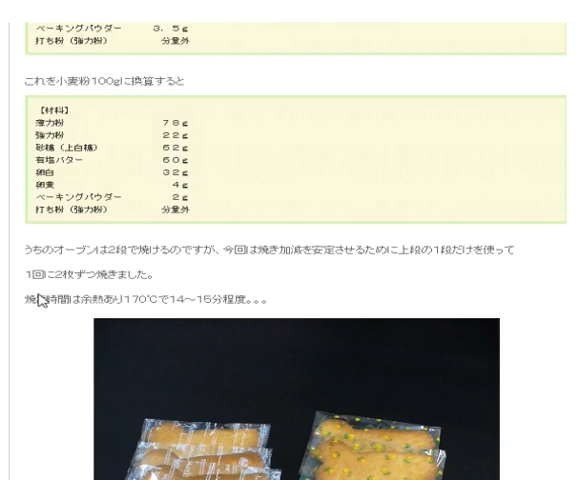 ベーキングパウダー 3.5g
打ち粉（強力粉） 分量外
これを小麦粉100gに換算すると
【材料】
薄力粉 78g
強力粉 22g
砂糖（上白糖） 62g
有塩バター 60g
卵白 32g
卵黄 4g
ベーキングパウダー 2g
打ち粉（強力粉） 分量外
うちのオーブンは2段で焼けるのですが、今回は焼き加減を安定させるために上段の1段だけを使って
1回に2枚ずつ焼きました。
焼き時間は余熱あり170℃で14～15分程度。。。